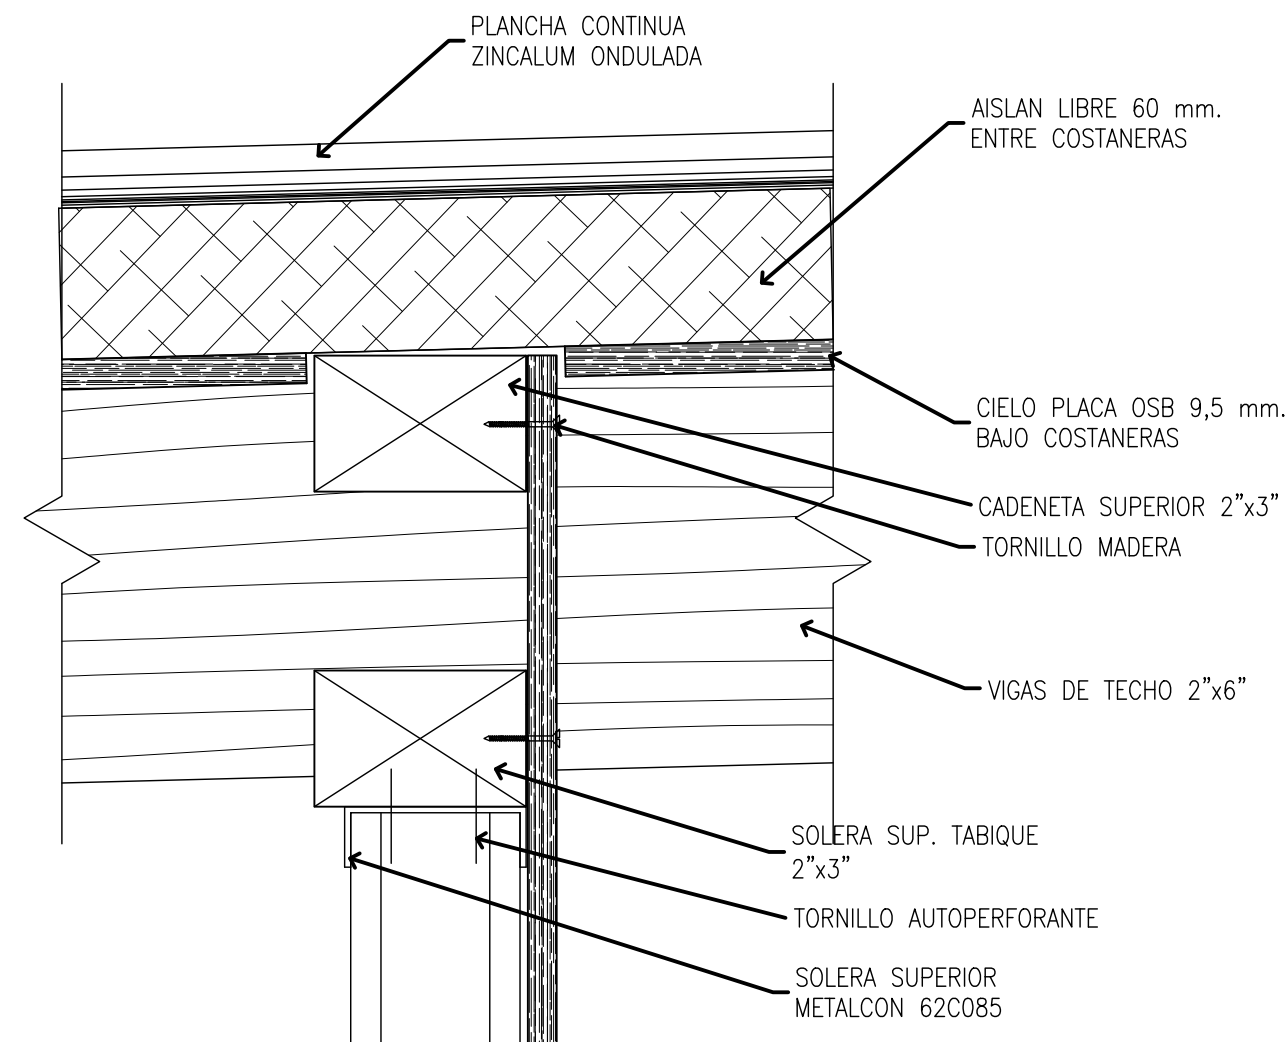 PLANCHA CONTINUA
ZINCALUM ONDULADA
AISLAN LIBRE 60 mm.
ENTRE COSTANERAS
CIELO PLACA OSB 9,5 mm.
BAJO COSTANERAS
CADENETA SUPERIOR 2”x3”
TORNILLO MADERA
VIGAS DE TECHO 2”x6”
SOLERA SUP. TABIQUE
2”x3”
TORNILLO AUTOPERFORANTE
SOLERA SUPERIOR
METALCON 62C085